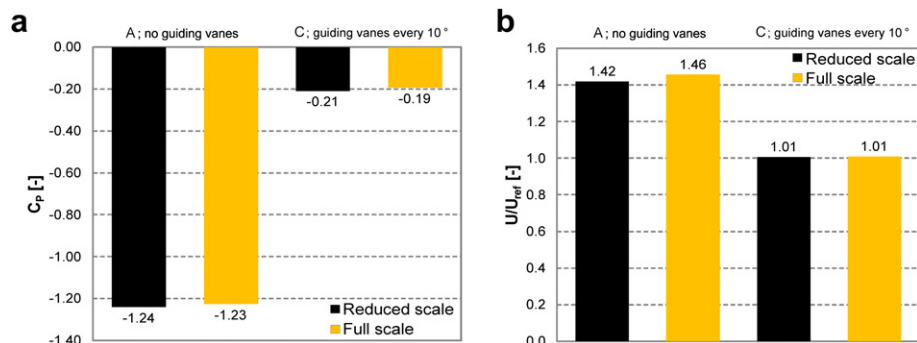 a
A ; no guiding vanes
C ; guiding vanes every 10°
0.00
-0.20
-0.40
-0.60
-0.80
-1.00
-1.20
-1.40
CP [-]
-1.24
-1.23
-0.21
-0.19
Reduced scale
Full scale
b
A ; no guiding vanes
C ; guiding vanes every 10°
1.6
1.4
1.2
1.0
0.8
0.6
0.4
0.2
0.0
U/Uref [-]
1.42
1.46
1.01
1.01
Reduced scale
Full scale